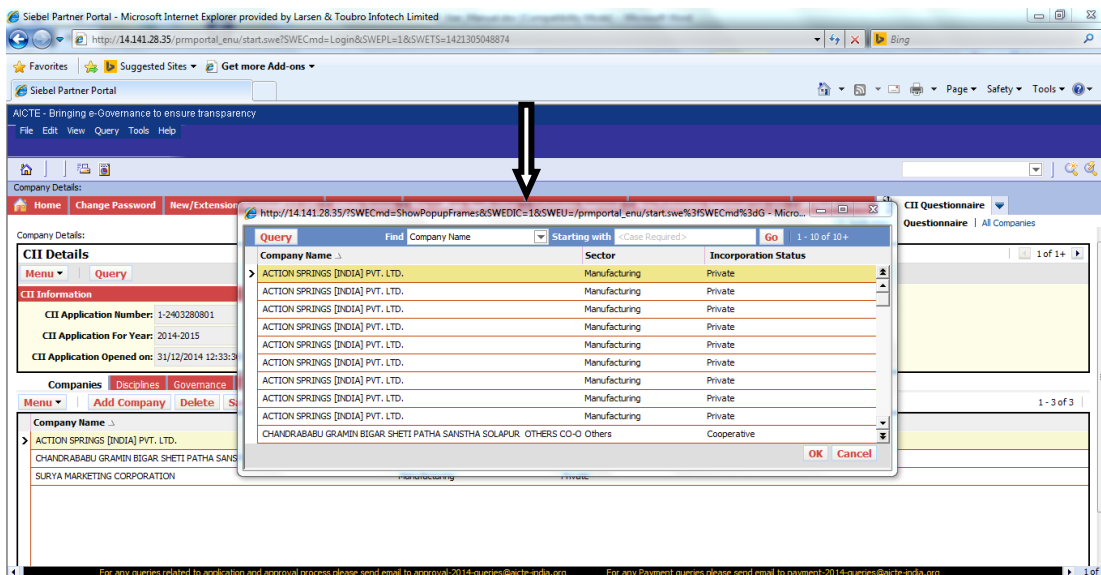 Siebel Partner Portal - Microsoft Internet Explorer provided by Larsen & Toubro Infotech Limited
http://14.141.28.35/prmportal_enu/start.swe?SWECmd=Login&SWEPL=1&SWETS=1421305048874
Bing
Favorites Suggested Sites Get more Add-ons
Siebel Partner Portal Page Safety Tools
AICTE - Bringing e-Governance to ensure transparency
File Edit View Query Tools Help
Company Details:
Home Change Password New/Extension CII Questionnaire
Questionnaire | All Companies
http://14.141.28.35/?SWECmd=ShowPopupFrames&SWEDIC=1&SWEU=/prmportal_enu/start.swe%3fSWECmd%3dG - Micro...
Query Find Company Name Starting with <Case Required> Go 1 - 10 of 10+
Company Name Sector Incorporation Status
ACTION SPRINGS [INDIA] PVT. LTD. Manufacturing Private
ACTION SPRINGS [INDIA] PVT. LTD. Manufacturing Private
ACTION SPRINGS [INDIA] PVT. LTD. Manufacturing Private
ACTION SPRINGS [INDIA] PVT. LTD. Manufacturing Private
ACTION SPRINGS [INDIA] PVT. LTD. Manufacturing Private
ACTION SPRINGS [INDIA] PVT. LTD. Manufacturing Private
ACTION SPRINGS [INDIA] PVT. LTD. Manufacturing Private
ACTION SPRINGS [INDIA] PVT. LTD. Manufacturing Private
ACTION SPRINGS [INDIA] PVT. LTD. Manufacturing Private
CHANDRABABU GRAMIN BIGAR SHETI PATHA SANSTHA SOLAPUR OTHERS CO-O Others Cooperative
OK Cancel
Company Details:
CII Details 1 of 1+
Menu Query
CII Information
CII Application Number: 1-2403280801
CII Application For Year: 2014-2015
CII Application Opened on: 31/12/2014 12:33:3
Companies Disciplines Governance
Menu Add Company Delete 1 - 3 of 3
Company Name
ACTION SPRINGS [INDIA] PVT. LTD.
CHANDRABABU GRAMIN BIGAR SHETI PATHA SANS
SURYA MARKETING CORPORATION Manufacturing Private
For any queries related to application and approval process please send email to approval-2014-queries@aicte-india.org For any Payment queries please send email to payment-2014-queries@aicte-india.org
1 of